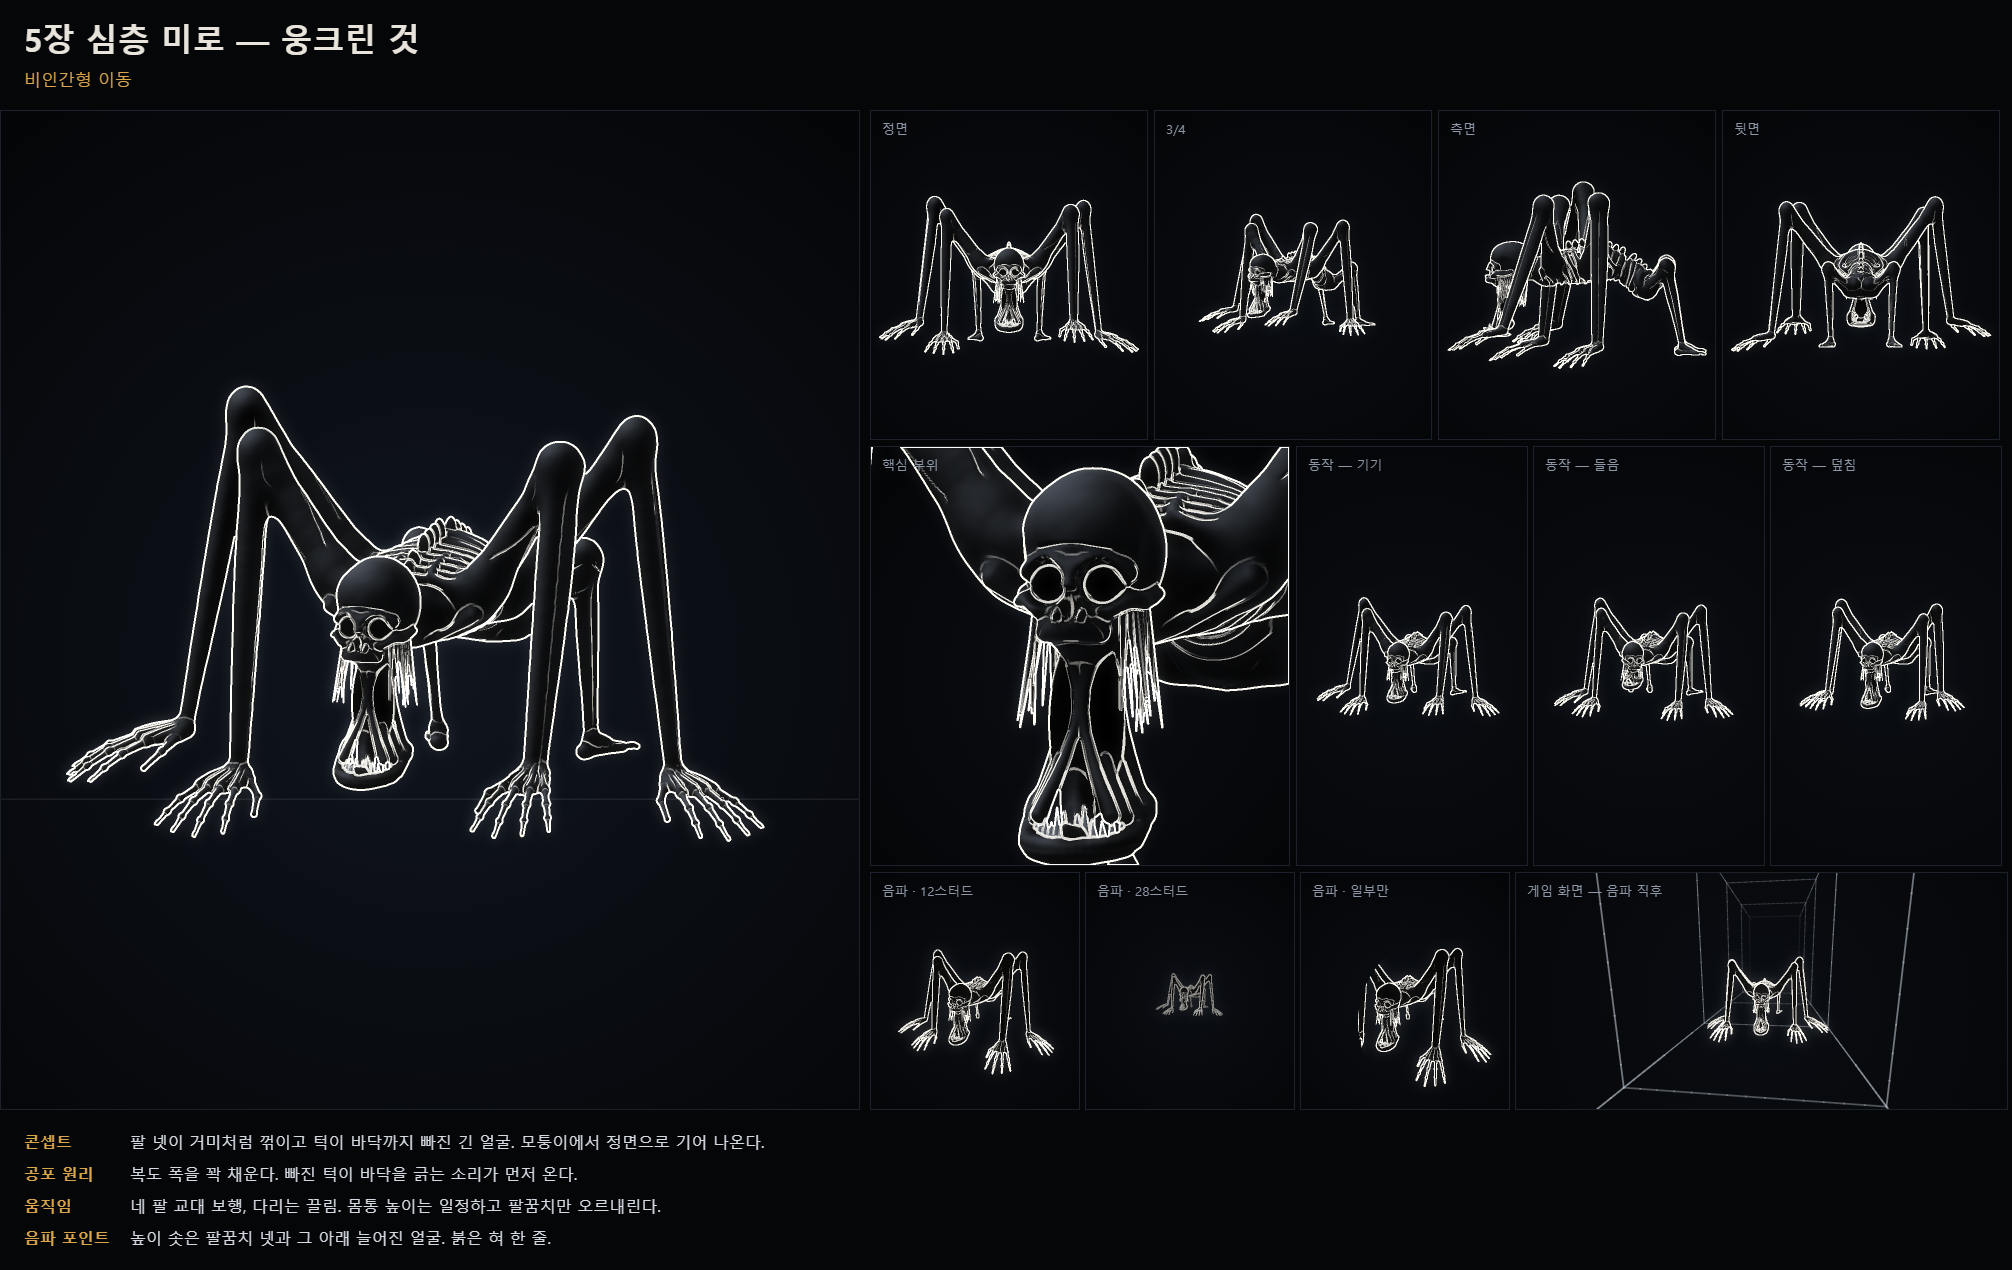 5장 심층 미로 — 웅크린 것
비인간형 이동
정면
3/4
측면
뒷면
핵심 부위
동작 — 기기
동작 — 들음
동작 — 덮침
음파 · 12스터드
음파 · 28스터드
음파 · 일부만
게임 화면 — 음파 직후
콘셉트 팔 넷이 거미처럼 꺾이고 턱이 바닥까지 빠진 긴 얼굴. 모퉁이에서 정면으로 기어 나온다.
공포 원리 복도 폭을 꽉 채운다. 빠진 턱이 바닥을 긁는 소리가 먼저 온다.
움직임 네 팔 교대 보행, 다리는 끌림. 몸통 높이는 일정하고 팔꿈치만 오르내린다.
음파 포인트 높이 솟은 팔꿈치 넷과 그 아래 늘어진 얼굴. 붉은 혀 한 줄.